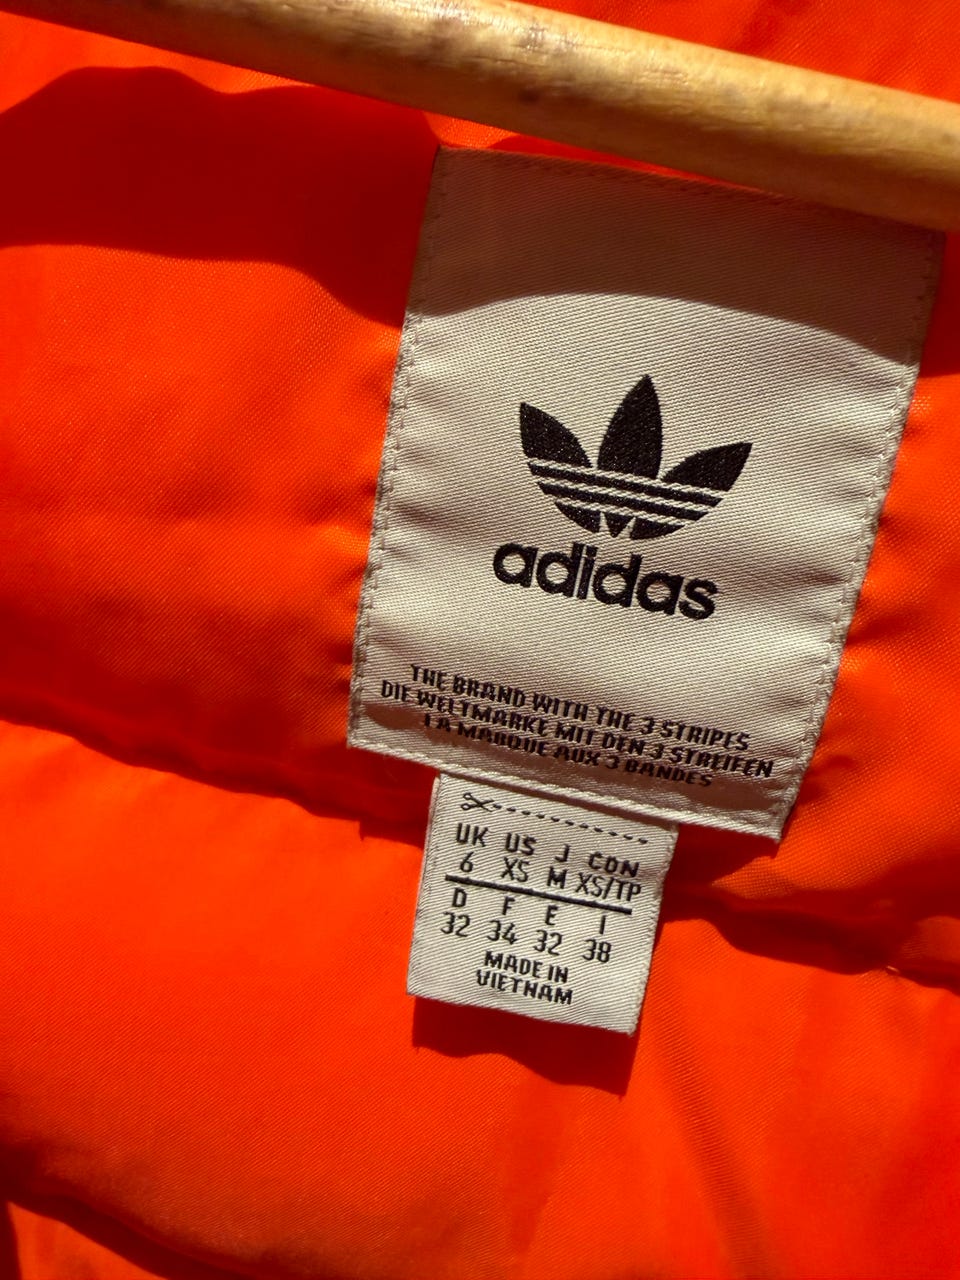 adidas
THE BRAND WITH THE 3 STRIPES
DIE WELTMARKE MIT DEN 3 STREIFEN
LA MARQUE AUX 3 BANDES
UK US J CDN
6 XS M XS/TP
D F E I
32 34 32 38
MADE IN
VIETNAM